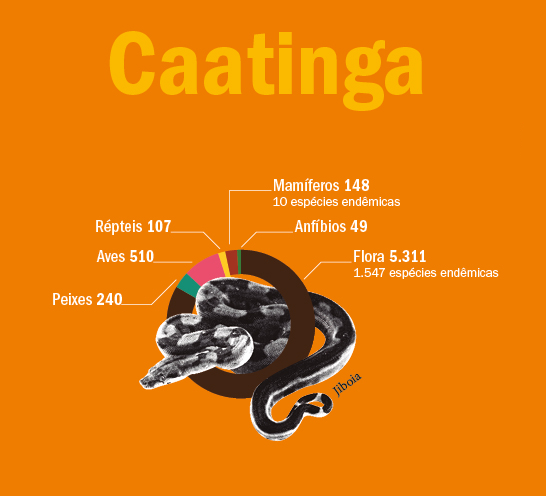 Caatinga
Mamíferos 148
10 espécies endêmicas
Répteis 107
Anfíbios 49
Aves 510
Flora 5.311
1.547 espécies endêmicas
Peixes 240
Jiboia